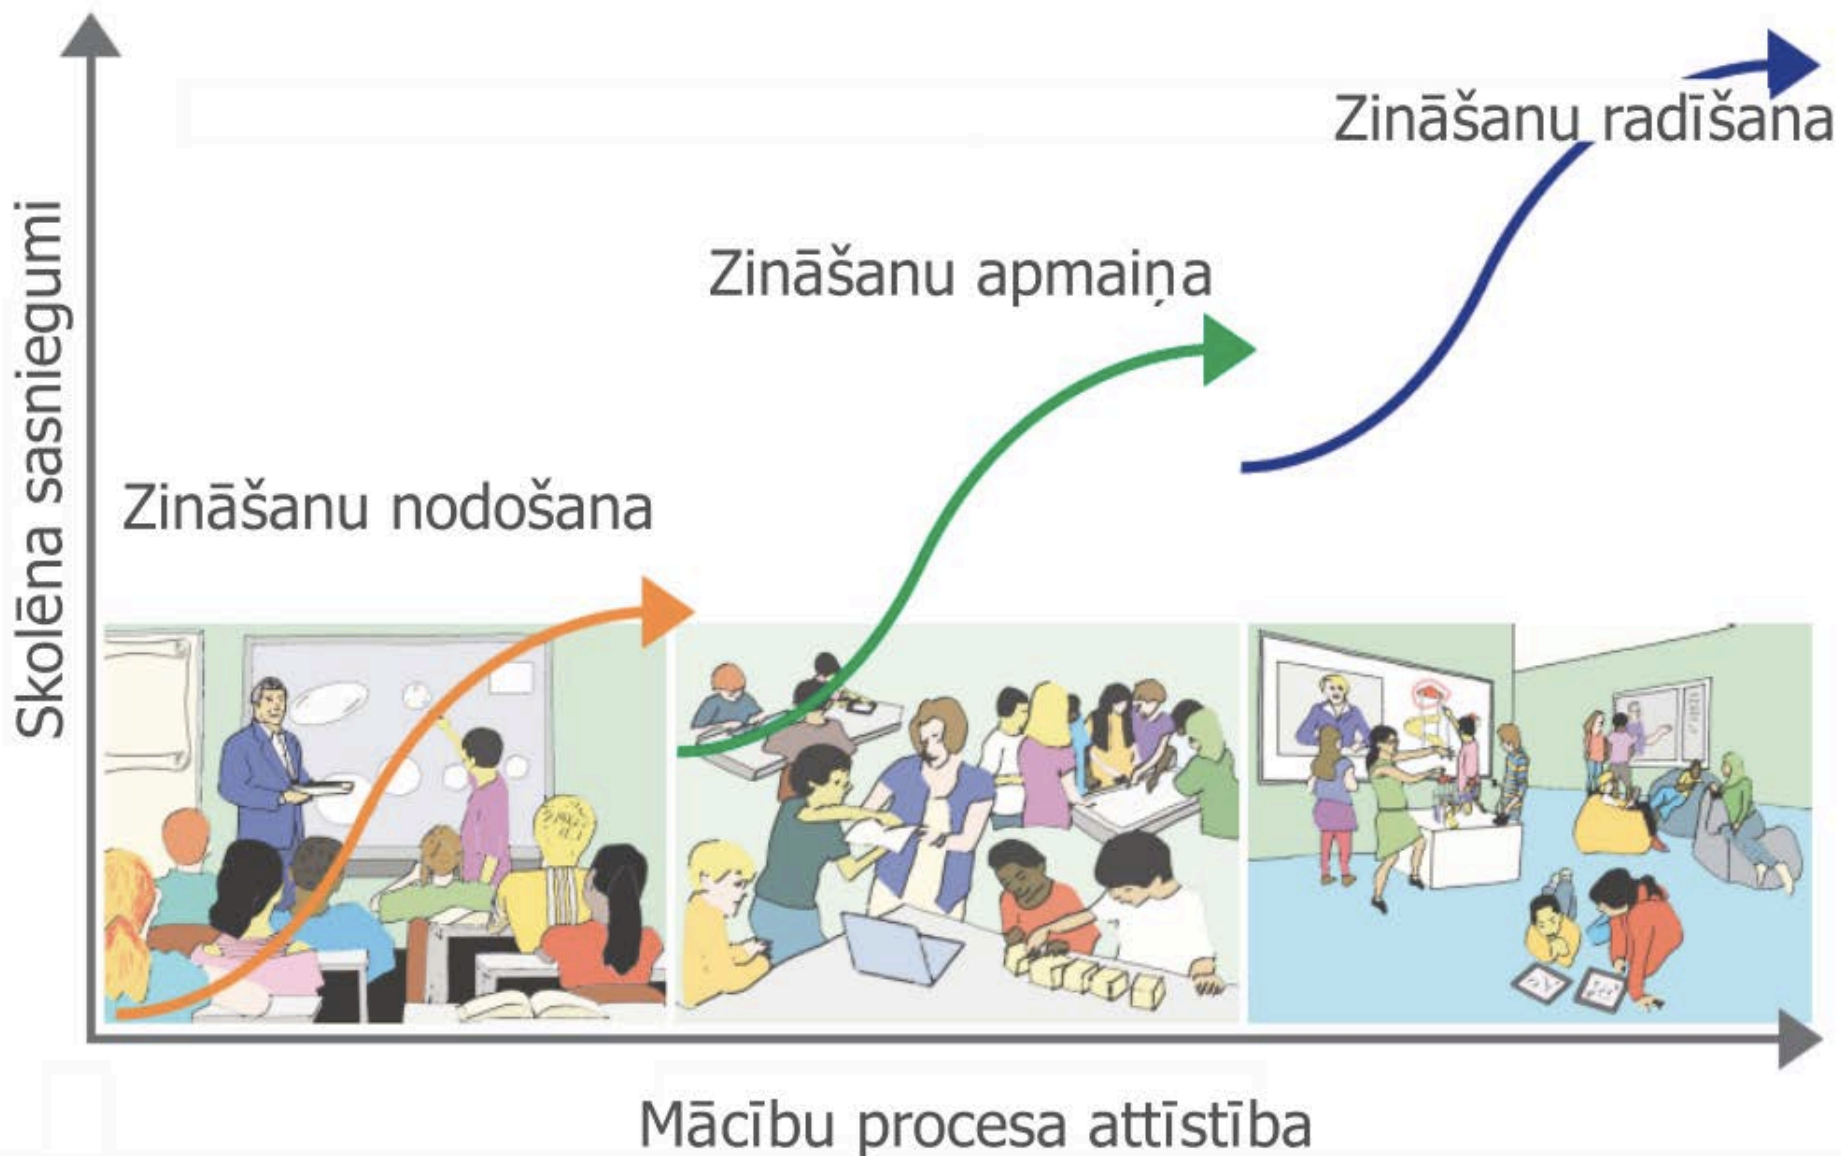 Zināšanu radīšana
Zināšanu apmaiņa
Zināšanu nodošana
Skolēna sasniegumi
Mācību procesa attīstība